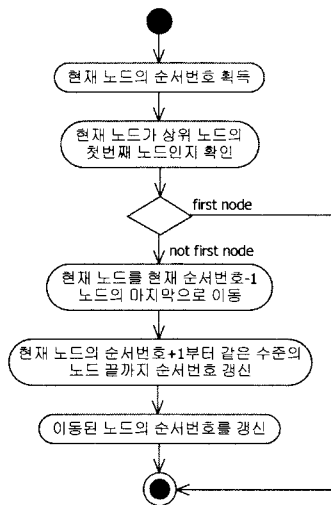 현재 노드의 순서번호 획득
현재 노드가 상위 노드의
첫번째 노드인지 확인
first node
not first node
현재 노드를 현재 순서번호-1
노드의 마지막으로 이동
현재 노드의 순서번호+1부터 같은 수준의
노드 끝까지 순서번호 갱신
이동된 노드의 순서번호를 갱신